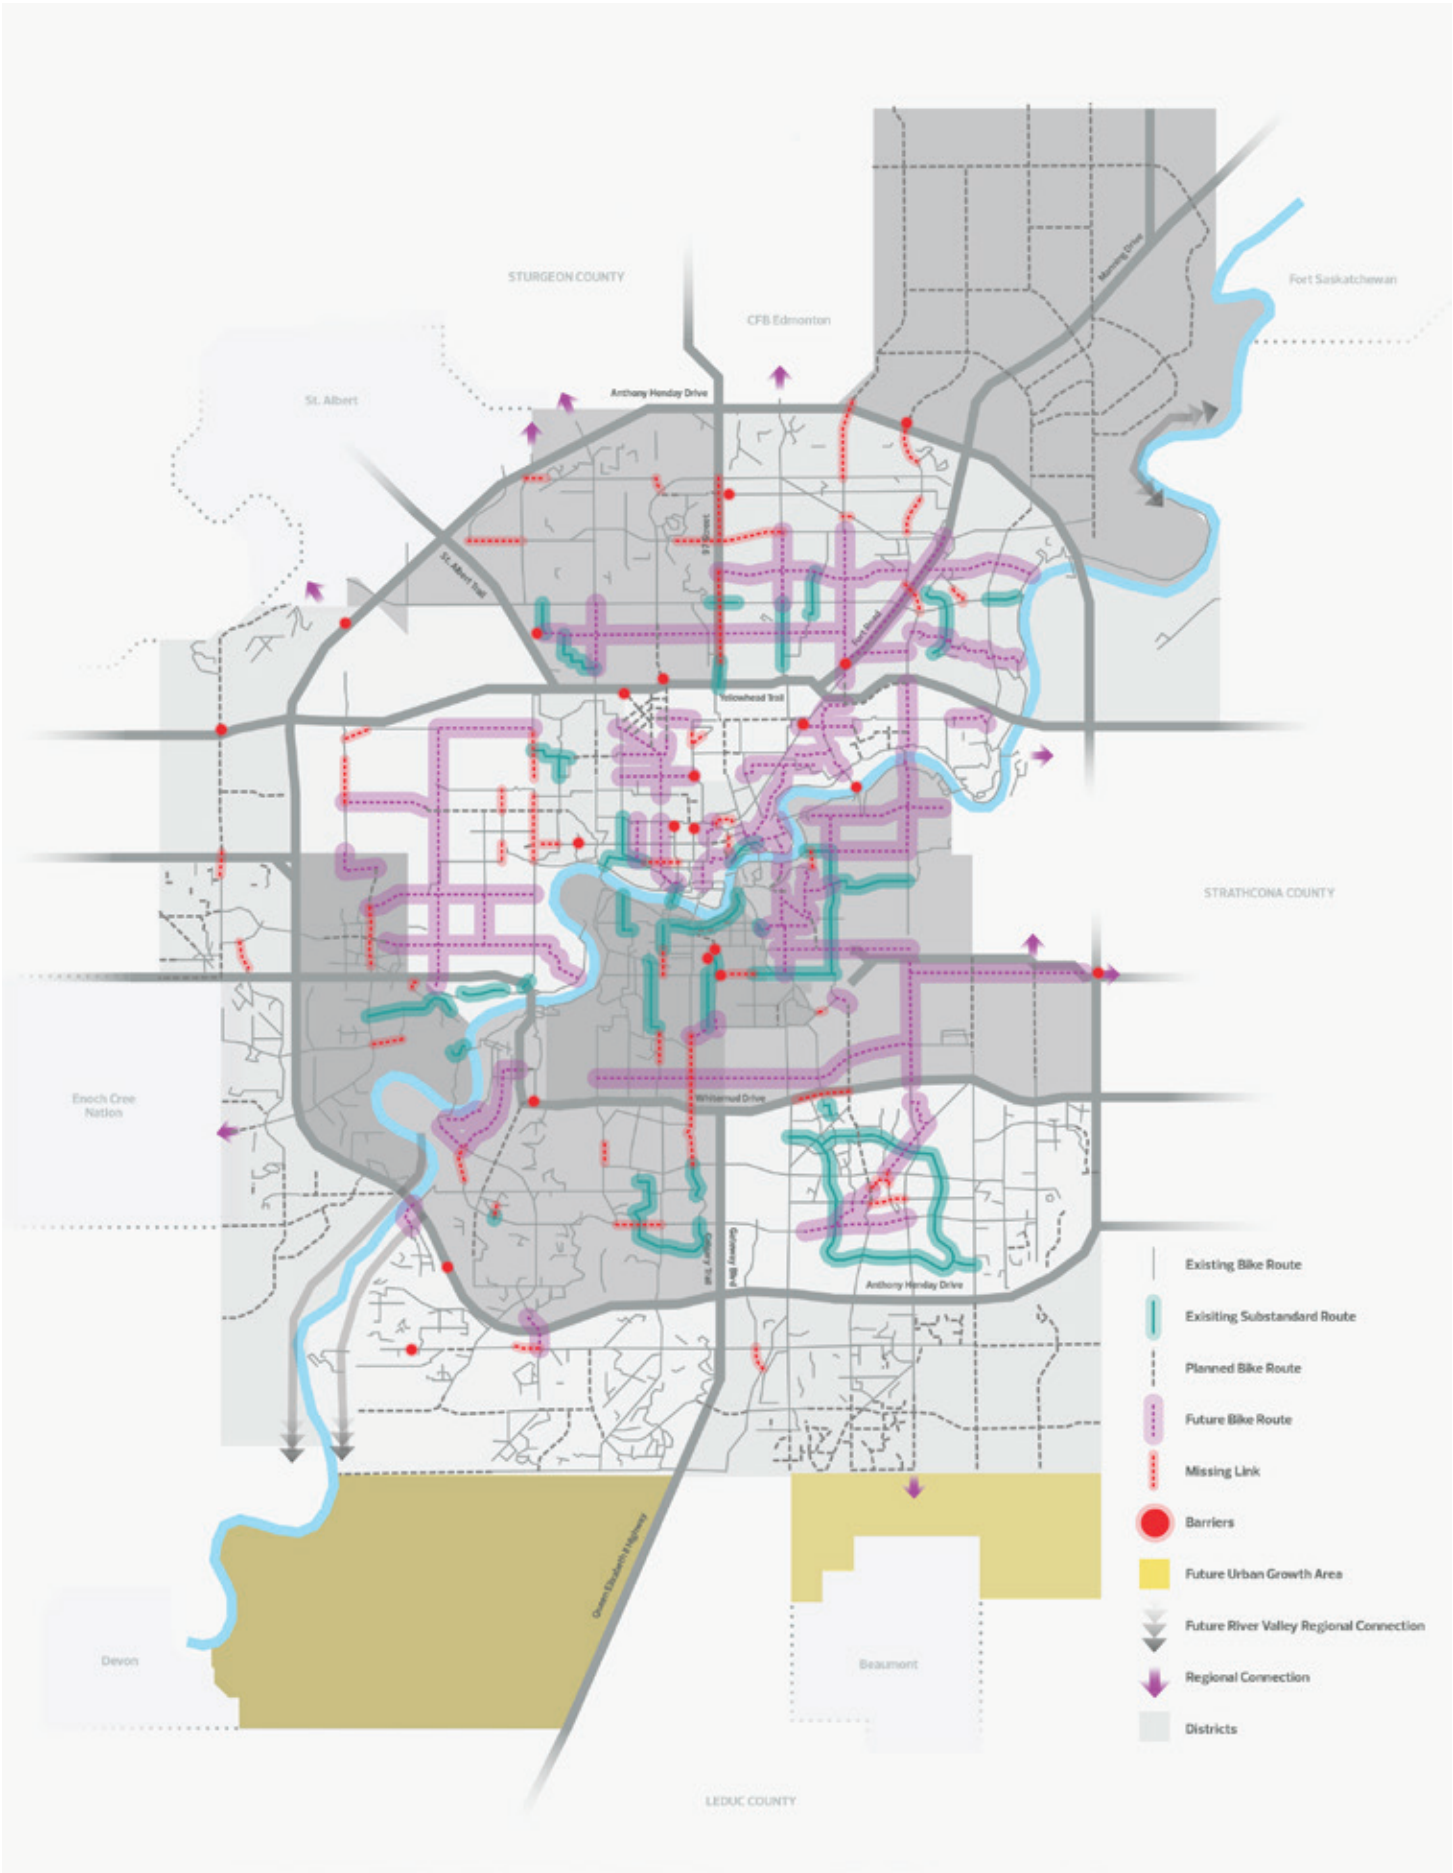 STURGEON COUNTY
Fort Saskatchewan
CFB Edmonton
Manning Drive
St. Albert
Anthony Henday Drive
97 Street
St. Albert Trail
Fort Road
Yellowhead Trail
STRATHCONA COUNTY
Enoch Cree
Nation
Whitemud Drive
Calgary Trail
Gateway Blvd
Anthony Henday Drive
Queen Elizabeth II Highway
Devon
Beaumont
LEDUC COUNTY
Existing Bike Route
Exisiting Substandard Route
Planned Bike Route
Future Bike Route
Missing Link
Barriers
Future Urban Growth Area
Future River Valley Regional Connection
Regional Connection
Districts